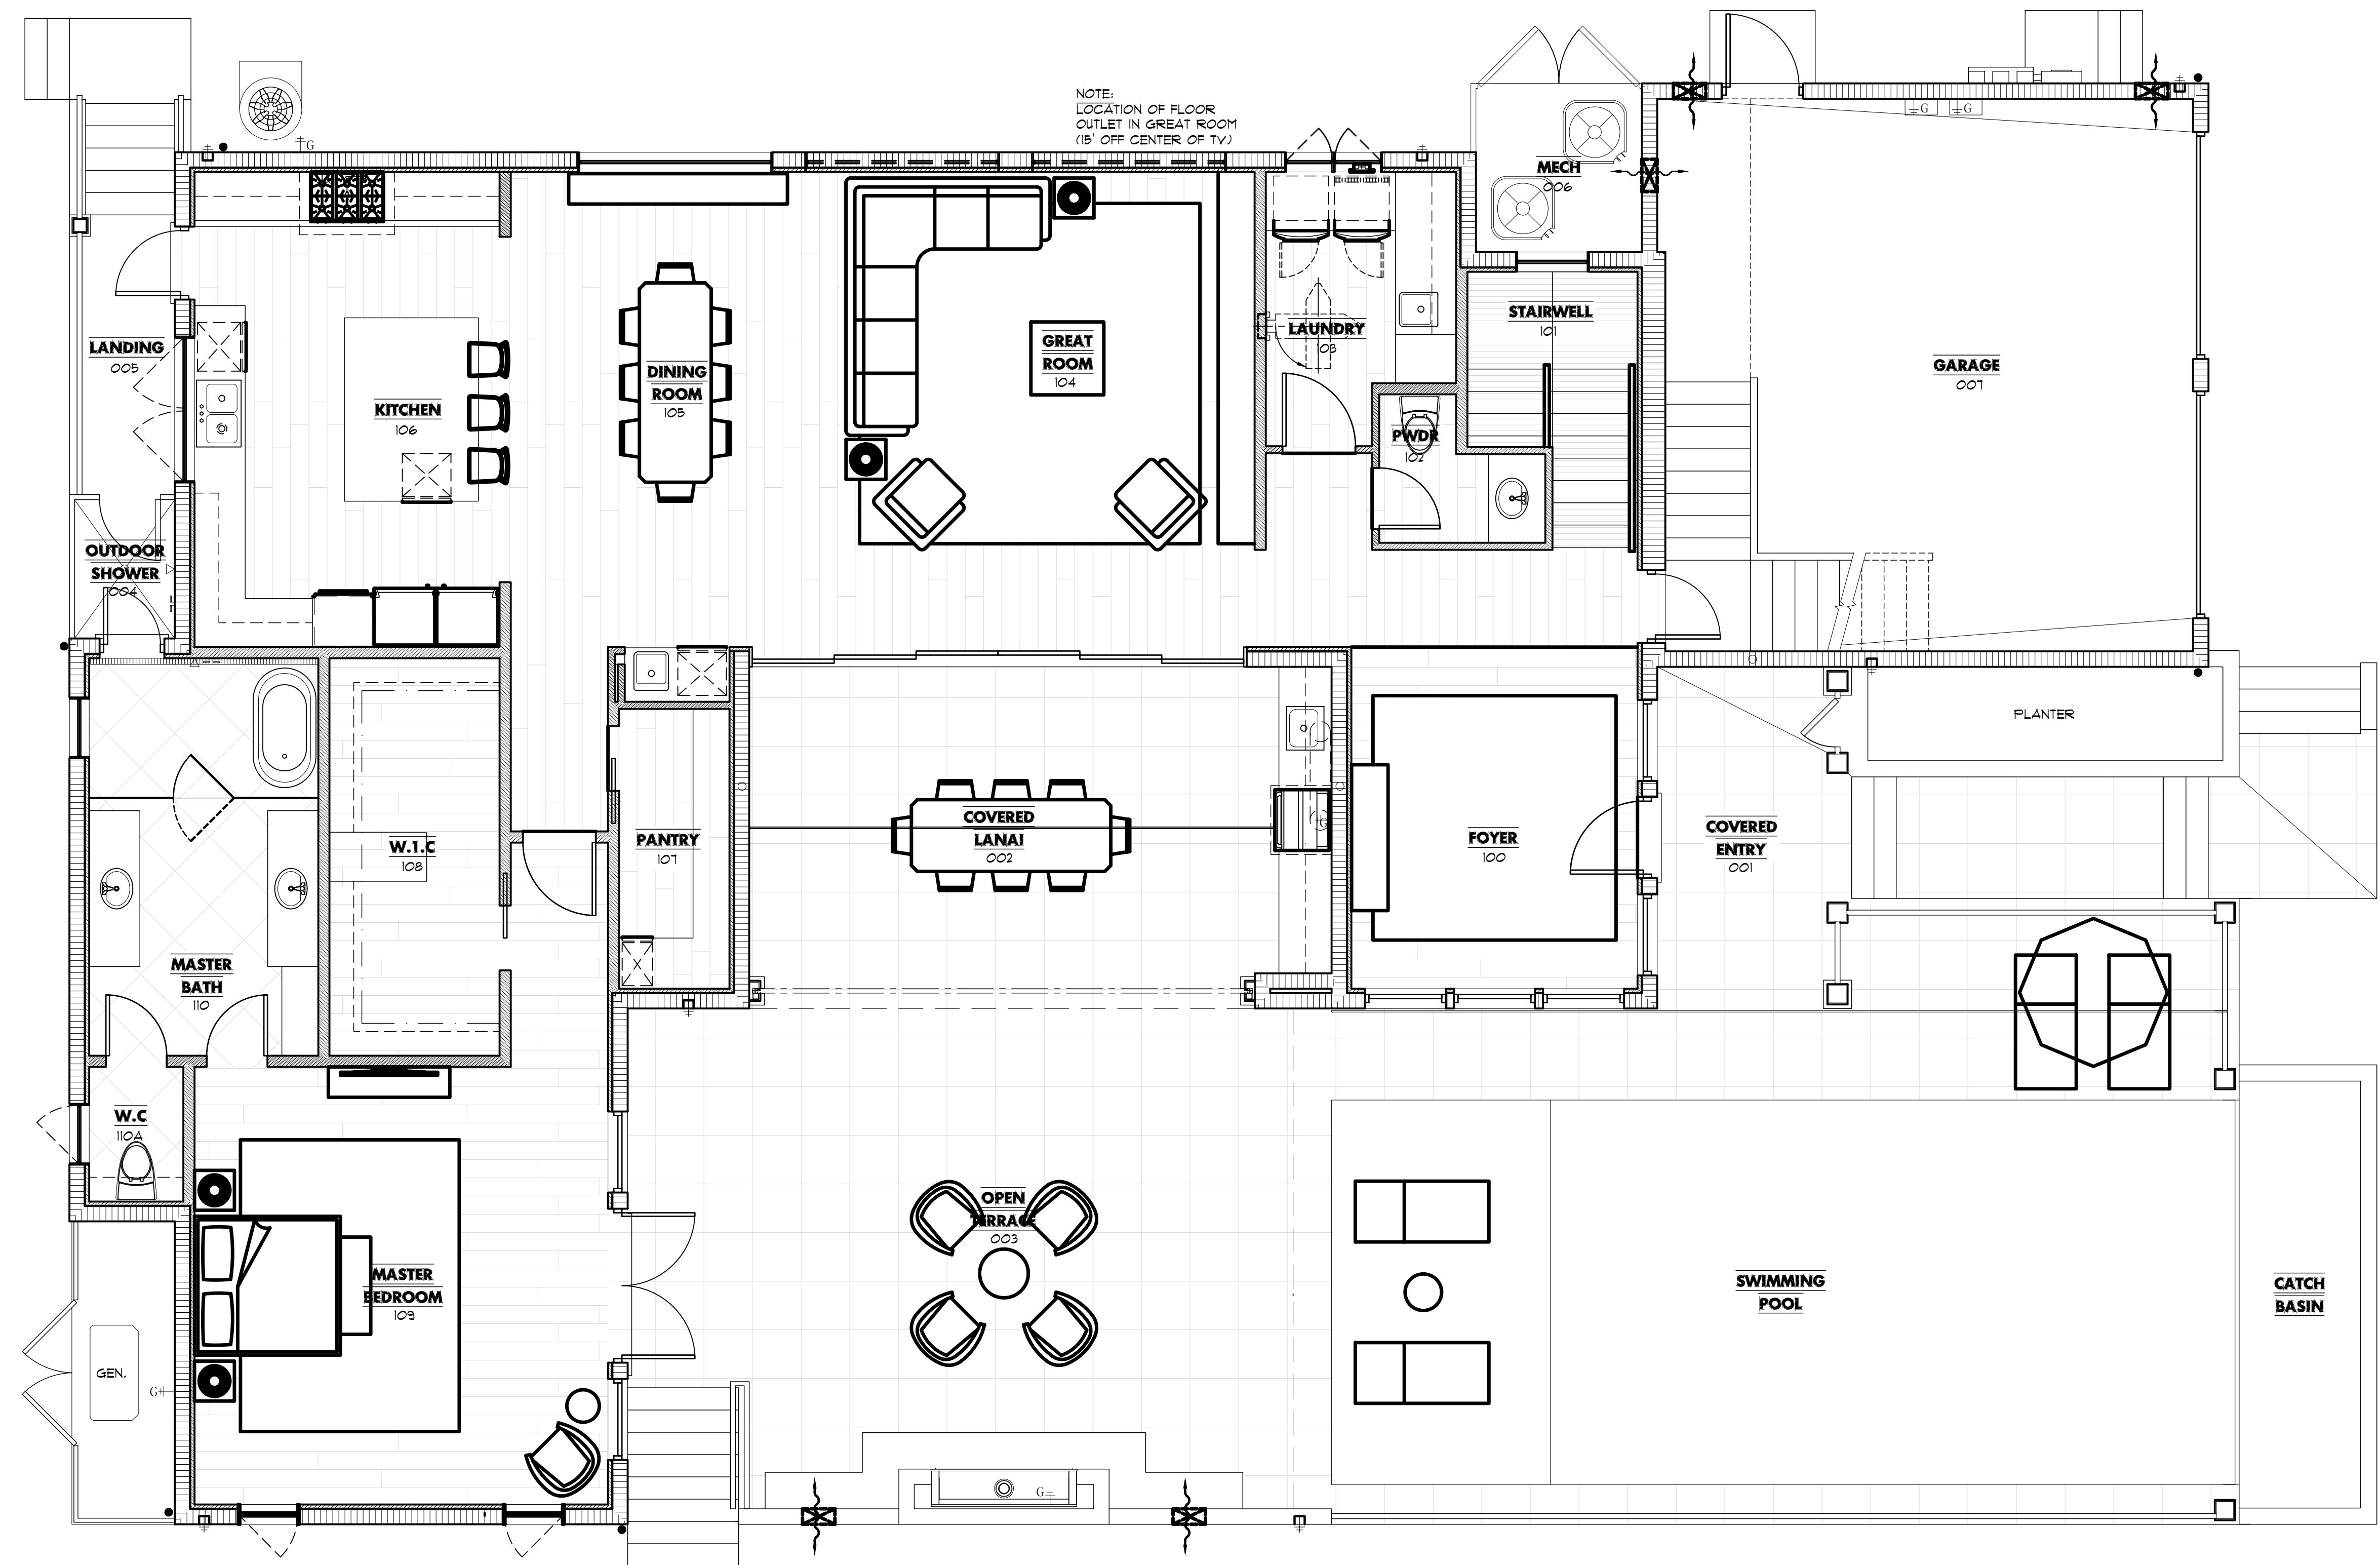 NOTE:
LOCATION OF FLOOR
OUTLET IN GREAT ROOM
(15' OFF CENTER OF TV)
G
G
G
MECH
006
STAIRWELL
101
LAUNDRY
103
GREAT
ROOM
104
DINING
ROOM
105
LANDING
005
KITCHEN
106
GARAGE
007
PWDR
102
OUTDOOR
SHOWER
004
PLANTER
COVERED
LANAI
002
G
PANTRY
107
W.I.C
108
FOYER
100
COVERED
ENTRY
001
MASTER
BATH
110
W.C
110A
OPEN
TERRACE
003
MASTER
BEDROOM
109
SWIMMING
POOL
CATCH
BASIN
GEN.
G
G